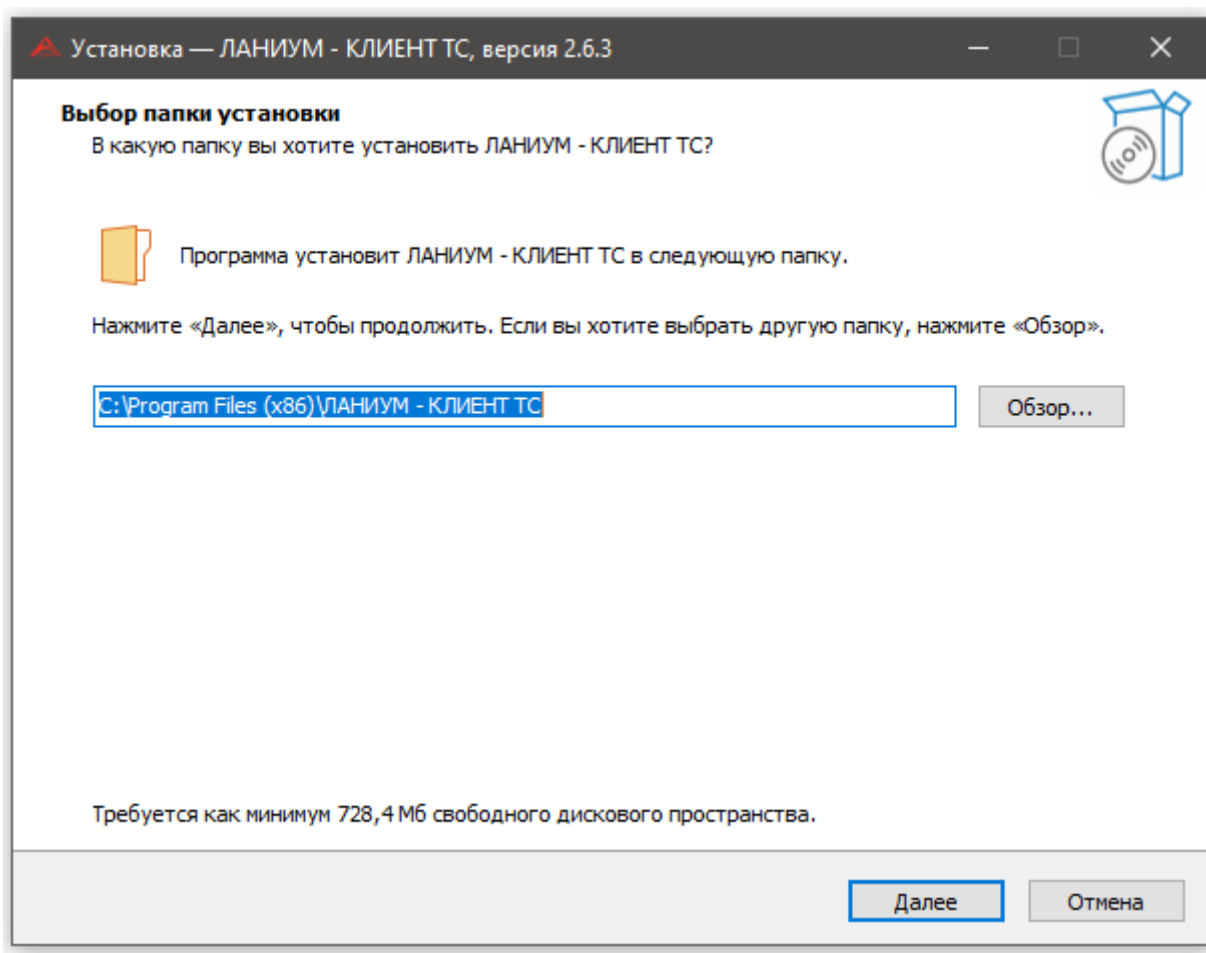 Установка — ЛАНИУМ - КЛИЕНТ ТС, версия 2.6.3
Выбор папки установки
В какую папку вы хотите установить ЛАНИУМ - КЛИЕНТ ТС?
Программа установит ЛАНИУМ - КЛИЕНТ ТС в следующую папку.
Нажмите «Далее», чтобы продолжить. Если вы хотите выбрать другую папку, нажмите «Обзор».
C:\Program Files (x86)\ЛАНИУМ - КЛИЕНТ ТС
Обзор...
Требуется как минимум 728,4 Мб свободного дискового пространства.
Далее
Отмена